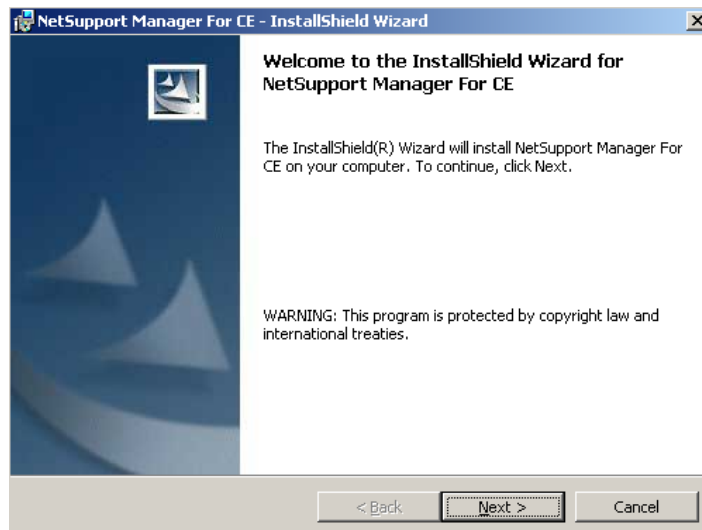 NetSupport Manager For CE - InstallShield Wizard
Welcome to the InstallShield Wizard for
NetSupport Manager For CE
The InstallShield(R) Wizard will install NetSupport Manager For
CE on your computer. To continue, click Next.
WARNING: This program is protected by copyright law and
international treaties.
< Back
Next >
Cancel